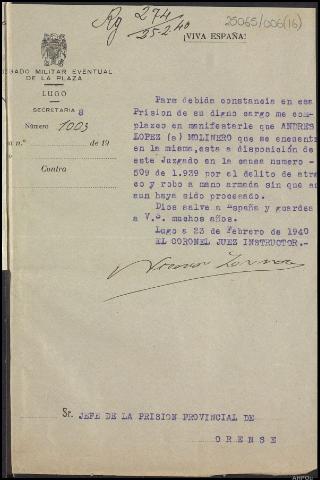 Rg 274
25-2-40
25065/006(16)
¡VIVA ESPAÑA!
GADO MILITAR EVENTUAL
DE LA PLAZA
LUGO
SECRETARIA 8
Número 1003
n.º de 19
Contra
Para debida constancia en esa
Prision de su digno cargo me com
plazco en manifestarle que ANDRES
LOPEZ (e) MOLINERO que se encuent
en la misma, esta a disposición de
este Juzgado en la causa numero -
509 de 1.939 por el delito de atra
co y robo a mano armada sin que au
aun haya sido procesado.
Dios salve a España y guarde a
a V.S. muchos años.
Lugo a 23 de Febrero de 1940
EL CORONEL JUEZ INSTRUCTOR.-
Sr. JEFE DE LA PRISION PROVINCIAL DE
ORENSE
AHPOu